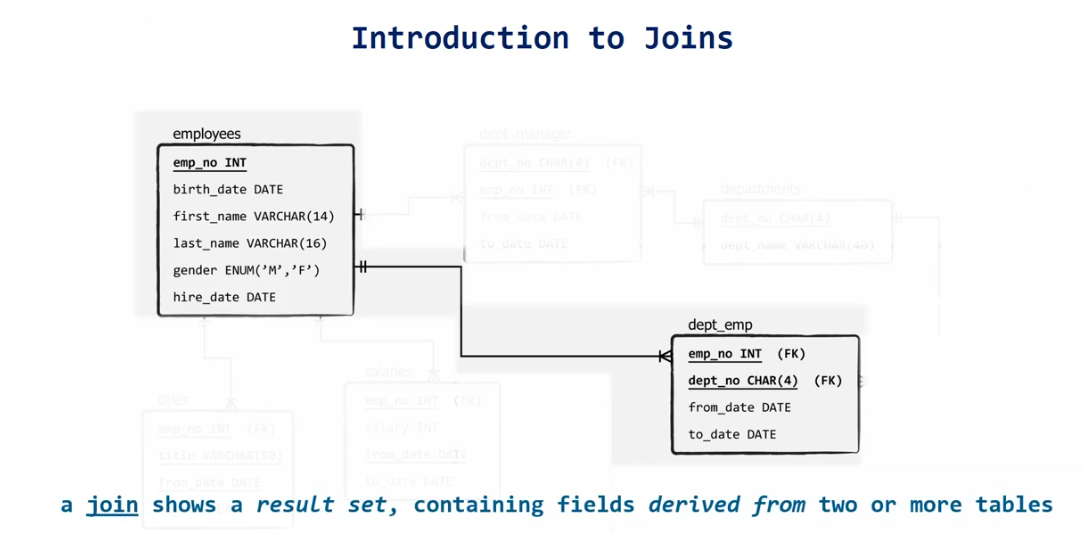 Introduction to Joins
employees
emp_no INT
birth_date DATE
first_name VARCHAR(14)
last_name VARCHAR(16)
gender ENUM(’M’,’F’)
hire_date DATE
dept_manager
dept_no CHAR(4) (FK)
emp_no INT (FK)
from_date DATE
to_date DATE
departments
dept_no CHAR(4)
dept_name VARCHAR(40)
dept_emp
emp_no INT (FK)
dept_no CHAR(4) (FK)
from_date DATE
to_date DATE
salaries
emp_no INT (FK)
salary INT
from_date DATE
to_date DATE
titles
emp_no INT (FK)
title VARCHAR(50)
from_date DATE
a join shows a result set, containing fields derived from two or more tables